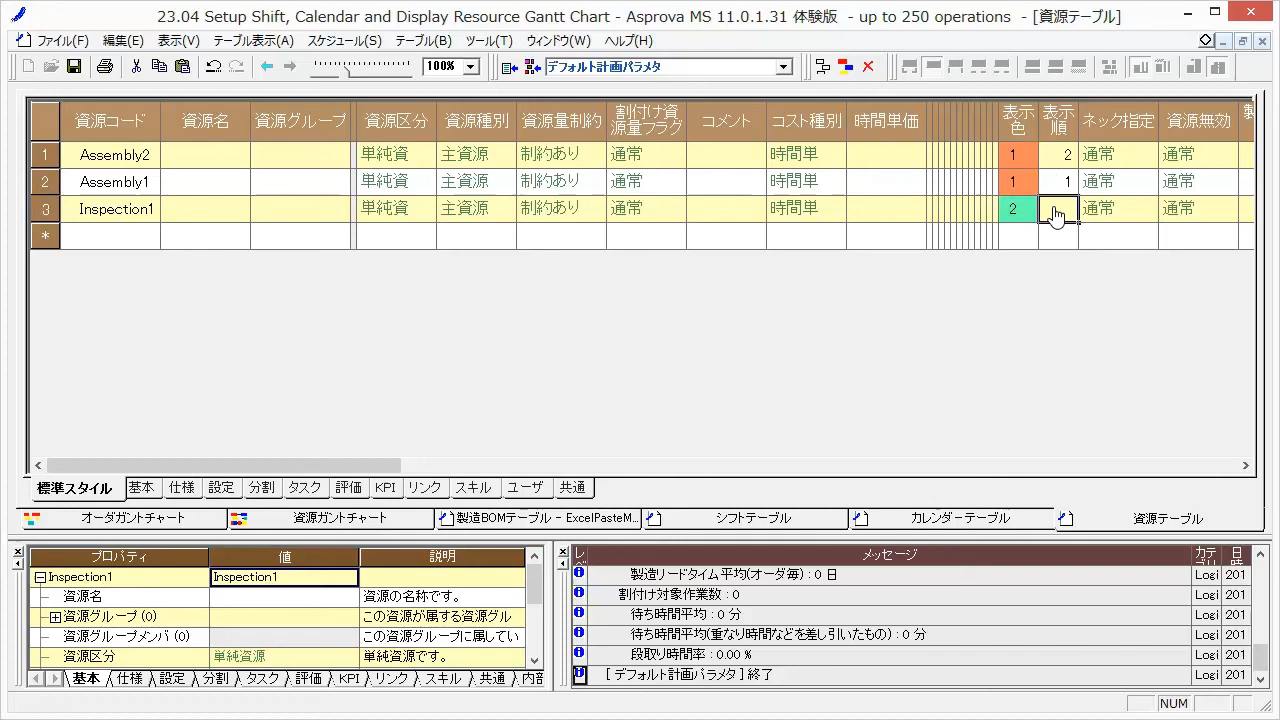 23.04 Setup Shift, Calendar and Display Resource Gantt Chart - Asprova MS 11.0.1.31 体験版 - up to 250 operations - [資源テーブル]
ファイル(F) 編集(E) 表示(V) テーブル表示(A) スケジュール(S) テーブル(B) ツール(T) ウィンドウ(W) ヘルプ(H)
100% デフォルト計画パラメタ
資源コード 資源名 資源グループ 資源区分 資源種別 資源量制約 割付け資源量フラグ コメント コスト種別 時間単価 表示色 表示順 ネック指定 資源無効 製
1 Assembly2 単純資 主資源 制約あり 通常 時間単 1 2 通常 通常
2 Assembly1 単純資 主資源 制約あり 通常 時間単 1 1 通常 通常
3 Inspection1 単純資 主資源 制約あり 通常 時間単 2 通常 通常
*
標準スタイル 基本 仕様 設定 分割 タスク 評価 KPI リンク スキル ユーザ 共通
オーダガントチャート 資源ガントチャート 製造BOMテーブル - ExcelPasteM... シフトテーブル カレンダーテーブル 資源テーブル
プロパティ 値 説明
Inspection1 Inspection1
資源名 資源の名称です。
資源グループ (0) この資源が属する資源グル
資源グループメンバ (0) この資源グループに属してい
資源区分 単純資源 単純資源です。
基本 仕様 設定 分割 タスク 評価 KPI リンク スキル 共通 内部
レベ メッセージ カテゴリ 日時
製造リードタイム平均(オーダ毎) : 0 日 Logi 201
割付け対象作業数 : 0 Logi 201
待ち時間平均 : 0 分 Logi 201
待ち時間平均(重なり時間などを差し引いたもの) : 0 分 Logi 201
段取り時間率 : 0.00 % Logi 201
[ デフォルト計画パラメタ ] 終了 Logi 201
NUM